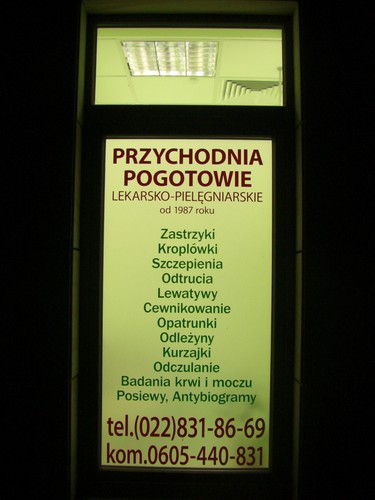 PRZYCHODNIA
POGOTOWIE
LEKARSKO-PIELĘGNIARSKIE
od 1987 roku
Zastrzyki
Kroplówki
Szczepienia
Odtrucia
Lewatywy
Cewnikowanie
Opatrunki
Odleżyny
Kurzajki
Odczulanie
Badania krwi i moczu
Posiewy, Antybiogramy
tel.(022)831-86-69
kom.0605-440-831